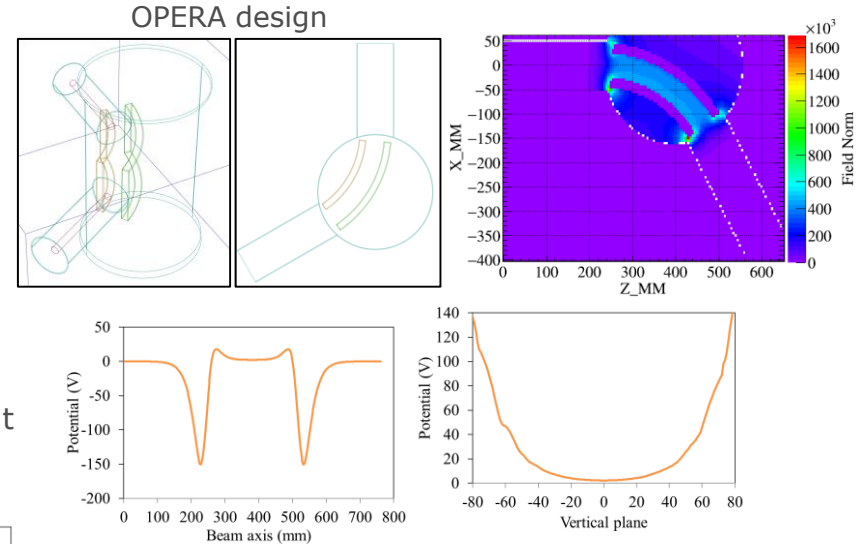 OPERA design
×10³
1600
1400
1200
1000
800
600
400
200
0
Field Norm
50
0
−50
−100
−150
−200
−250
−300
−350
−400
X_MM
0 100 200 300 400 500 600
Z_MM
t
50
0
-50
-100
-150
-200
Potential (V)
0 100 200 300 400 500 600 700 800
Beam axis (mm)
140
120
100
80
60
40
20
0
Potential (V)
-80 -60 -40 -20 0 20 40 60 80
Vertical plane